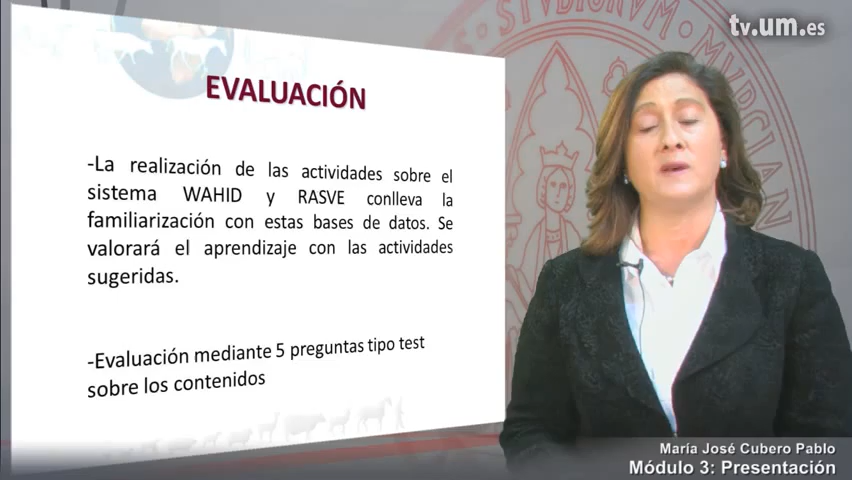 tv.um.es
STVDIORVM
MVRCIAN
EVALUACIÓN
-La realización de las actividades sobre el
sistema WAHID y RASVE conlleva la
familiarización con estas bases de datos. Se
valorará el aprendizaje con las actividades
sugeridas.
-Evaluación mediante 5 preguntas tipo test
sobre los contenidos
María José Cubero Pablo
Módulo 3: Presentación